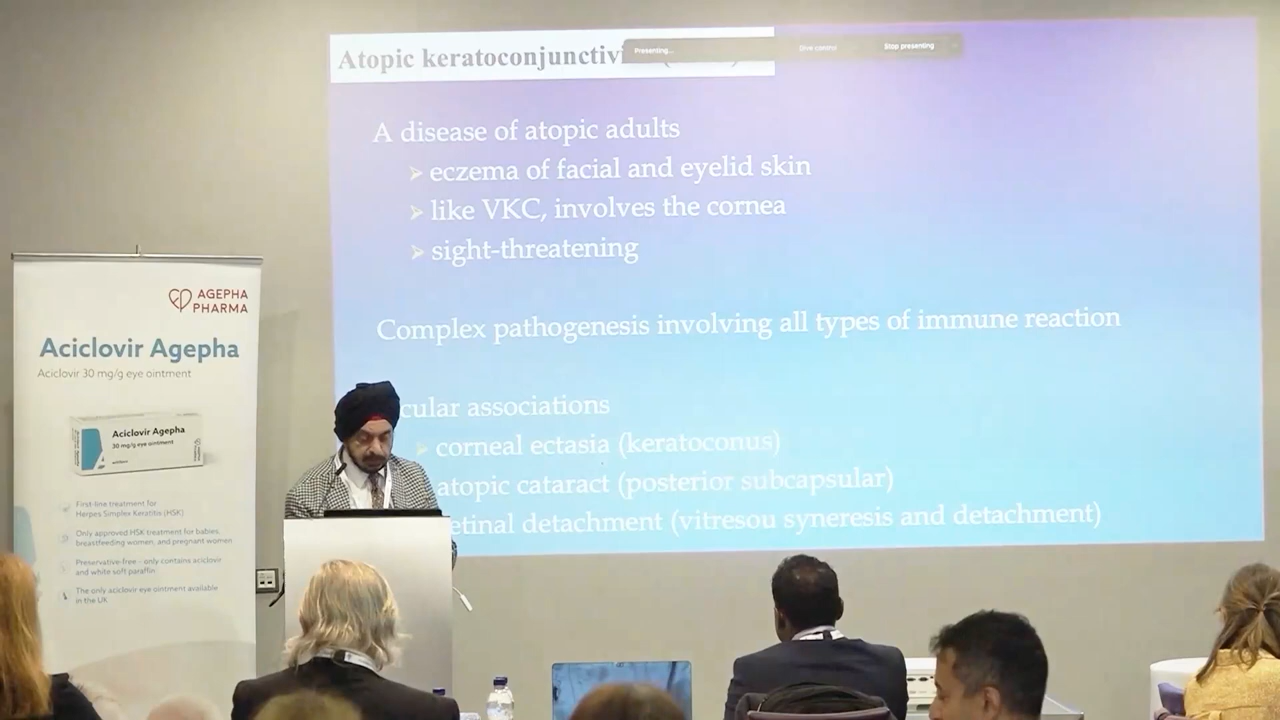 Atopic keratoconjunctiv
Presenting...
Stop presenting
A disease of atopic adults
➢ eczema of facial and eyelid skin
➢ like VKC, involves the cornea
➢ sight-threatening
Complex pathogenesis involving all types of immune reaction
cular associations
➢ corneal ectasia (keratoconus)
atopic cataract (posterior subcapsular)
etinal detachment (vitresou syneresis and detachment)
AGEPHA
PHARMA
Aciclovir Agepha
Aciclovir 30 mg/g eye ointment
Aciclovir Agepha
30 mg/g eye ointment
First-line treatment for
Herpes Simplex Keratitis (HSK)
Only approved HSK treatment for babies,
breastfeeding women, and pregnant women
Preservative-free – only contains aciclovir
and white soft paraffin
The only aciclovir eye ointment available
in the UK